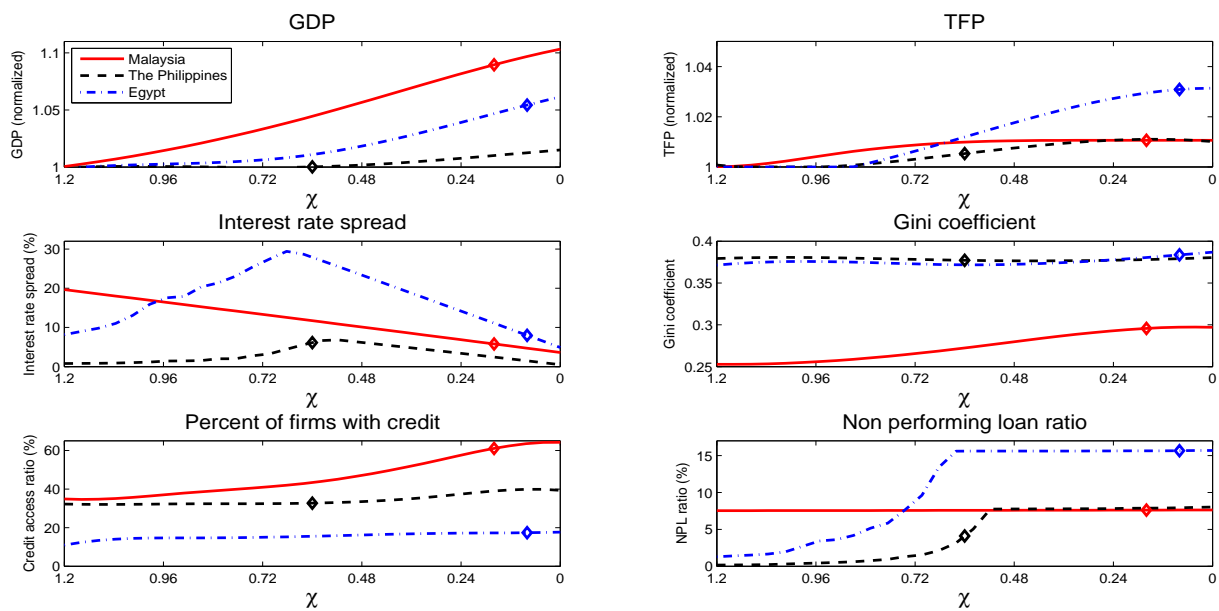 GDP
GDP (normalized)
1.1
1.05
1
Malaysia
The Philippines
Egypt
1.2 0.96 0.72 0.48 0.24 0
χ
TFP
TFP (normalized)
1.04
1.02
1
1.2 0.96 0.72 0.48 0.24 0
χ
Interest rate spread
Interest rate spread (%)
30
20
10
0
1.2 0.96 0.72 0.48 0.24 0
χ
Gini coefficient
Gini coefficient
0.4
0.35
0.3
0.25
1.2 0.96 0.72 0.48 0.24 0
χ
Percent of firms with credit
Credit access ratio (%)
60
40
20
0
1.2 0.96 0.72 0.48 0.24 0
χ
Non performing loan ratio
NPL ratio (%)
15
10
5
0
1.2 0.96 0.72 0.48 0.24 0
χ